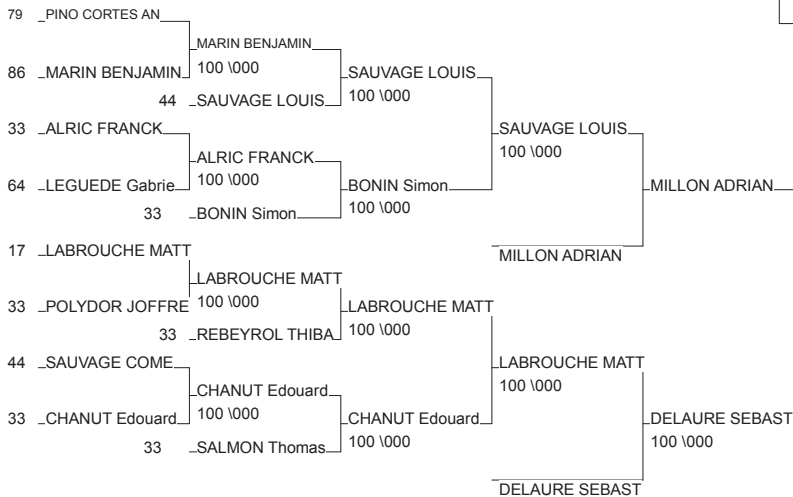 79 PINO CORTES AN
MARIN BENJAMIN
86 MARIN BENJAMIN 100 \000 SAUVAGE LOUIS
44 SAUVAGE LOUIS 100 \000
33 ALRIC FRANCK SAUVAGE LOUIS
ALRIC FRANCK 100 \000
64 LEGUEDE Gabrie 100 \000 BONIN Simon MILLON ADRIAN
33 BONIN Simon 100 \000
17 LABROUCHE MATT MILLON ADRIAN
LABROUCHE MATT
33 POLYDOR JOFFRE 100 \000 LABROUCHE MATT
33 REBEYROL THIBA 100 \000
44 SAUVAGE COME LABROUCHE MATT
CHANUT Edouard 100 \000
33 CHANUT Edouard 100 \000 CHANUT Edouard DELAURE SEBAST
33 SALMON Thomas 100 \000 100 \000
DELAURE SEBAST